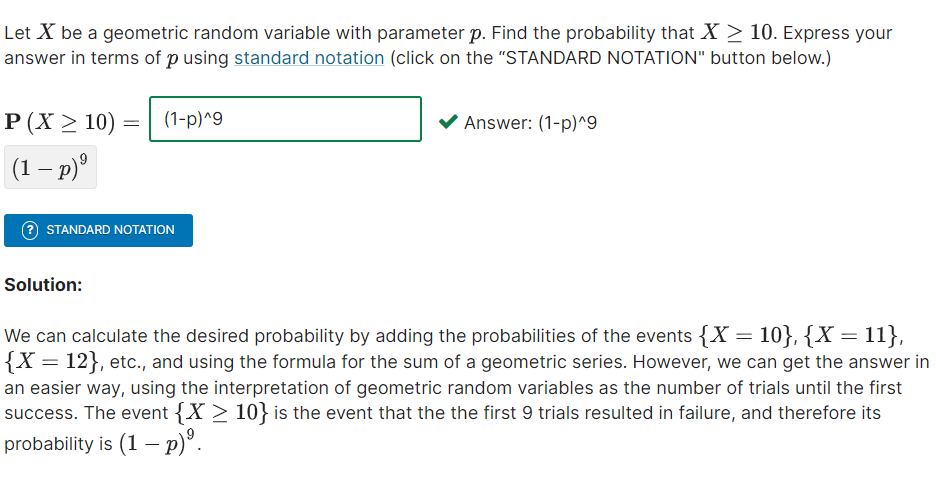 Let X be a geometric random variable with parameter p. Find the probability that X ≥ 10. Express your
answer in terms of p using standard notation (click on the “STANDARD NOTATION" button below.)
P (X ≥ 10) = (1-p)^9 ✔ Answer: (1-p)^9
(1 − p)⁹
? STANDARD NOTATION
Solution:
We can calculate the desired probability by adding the probabilities of the events {X = 10}, {X = 11},
{X = 12}, etc., and using the formula for the sum of a geometric series. However, we can get the answer in
an easier way, using the interpretation of geometric random variables as the number of trials until the first
success. The event {X ≥ 10} is the event that the the first 9 trials resulted in failure, and therefore its
probability is (1 − p)⁹.